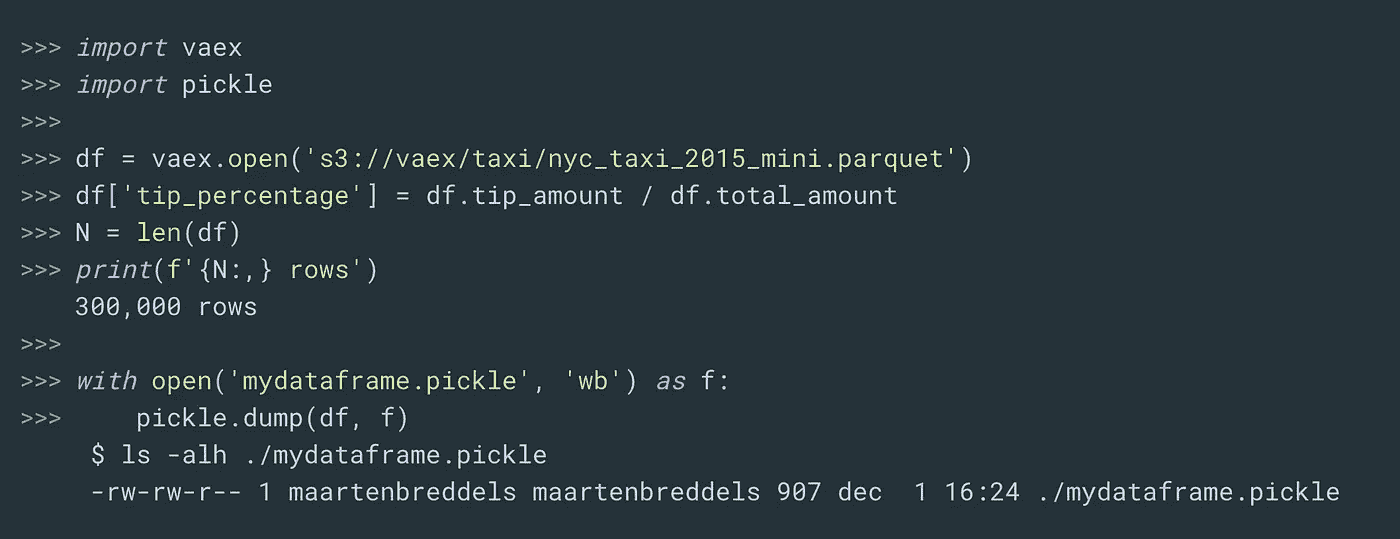 >>> import vaex
>>> import pickle
>>>
>>> df = vaex.open('s3://vaex/taxi/nyc_taxi_2015_mini.parquet')
>>> df['tip_percentage'] = df.tip_amount / df.total_amount
>>> N = len(df)
>>> print(f'{N:,} rows')
    300,000 rows
>>>
>>> with open('mydataframe.pickle', 'wb') as f:
>>>     pickle.dump(df, f)
     $ ls -alh ./mydataframe.pickle
     -rw-rw-r-- 1 maartenbreddels maartenbreddels 907 dec  1 16:24 ./mydataframe.pickle